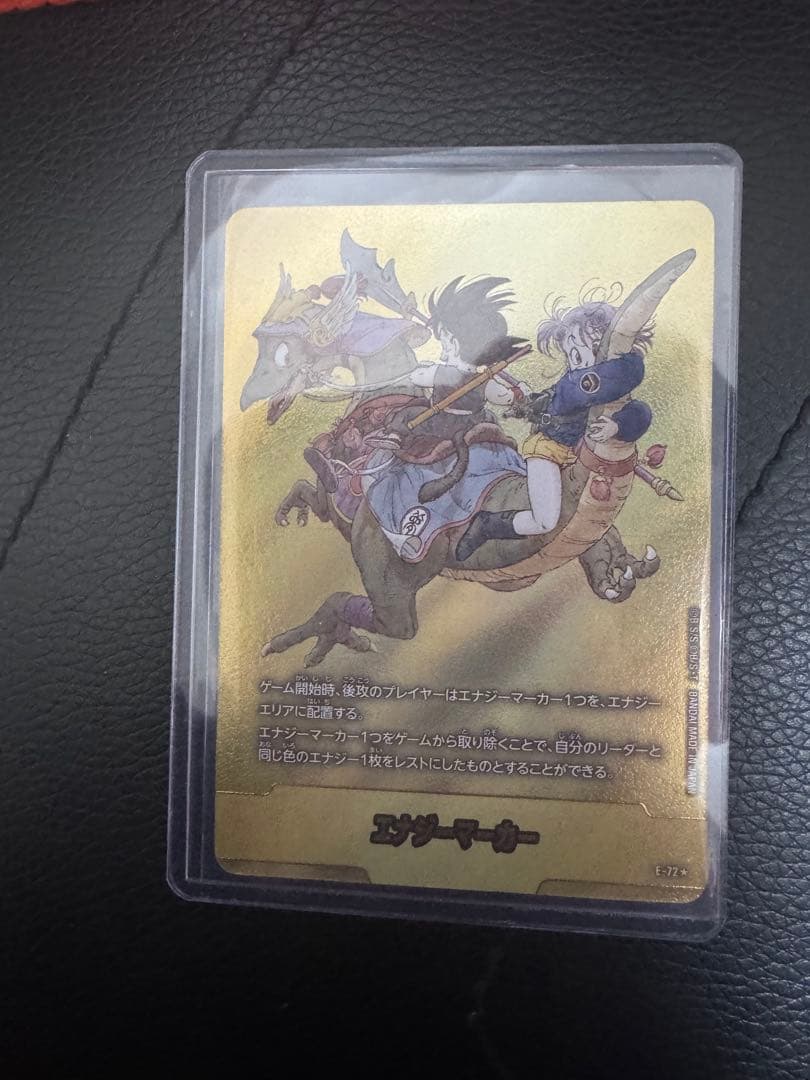 ゲーム開始時、後攻のプレイヤーはエナジーマーカー1つを、エナジー
エリアに配置する。
エナジーマーカー1つをゲームから取り除くことで、自分のリーダーと
同じ色のエナジー1枚をレストにしたものとすることができる。
エナジーマーカー
E-72★
©B.S/S ©B/S.T BANDAI MADE IN JAPAN